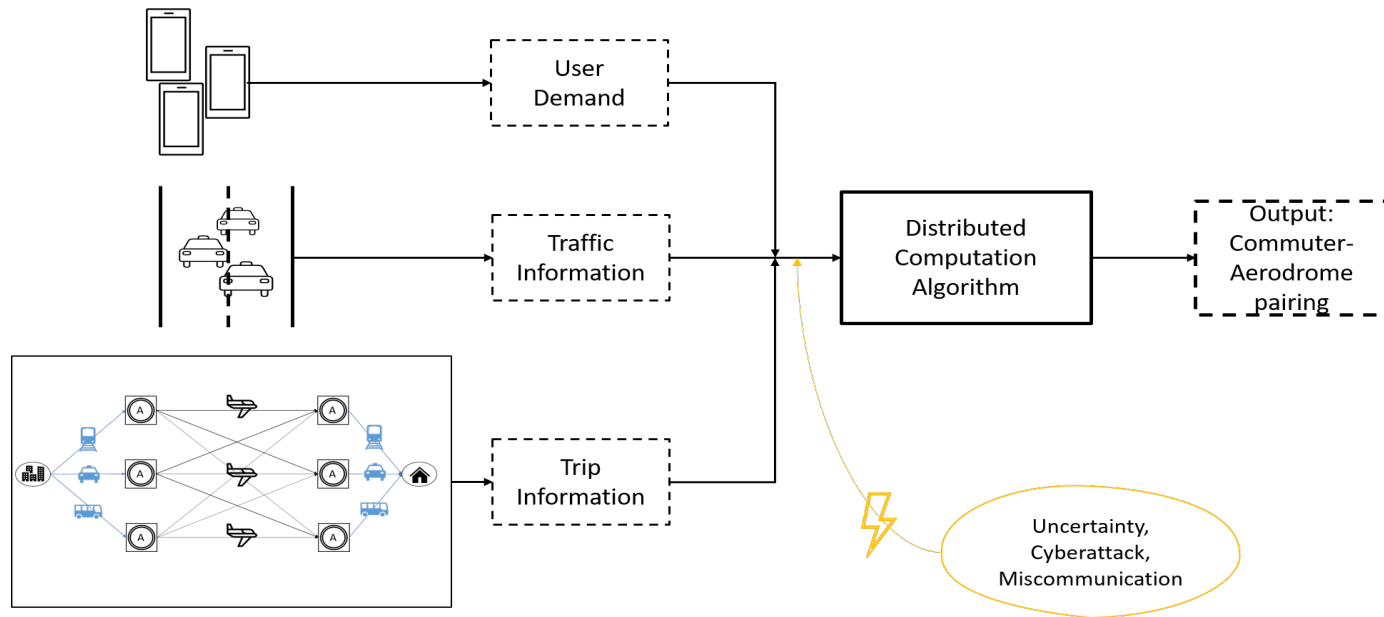 User
Demand
Traffic
Information
Distributed
Computation
Algorithm
Output:
Commuter-
Aerodrome
pairing
A
A
A
A
A
A
Trip
Information
Uncertainty,
Cyberattack,
Miscommunication